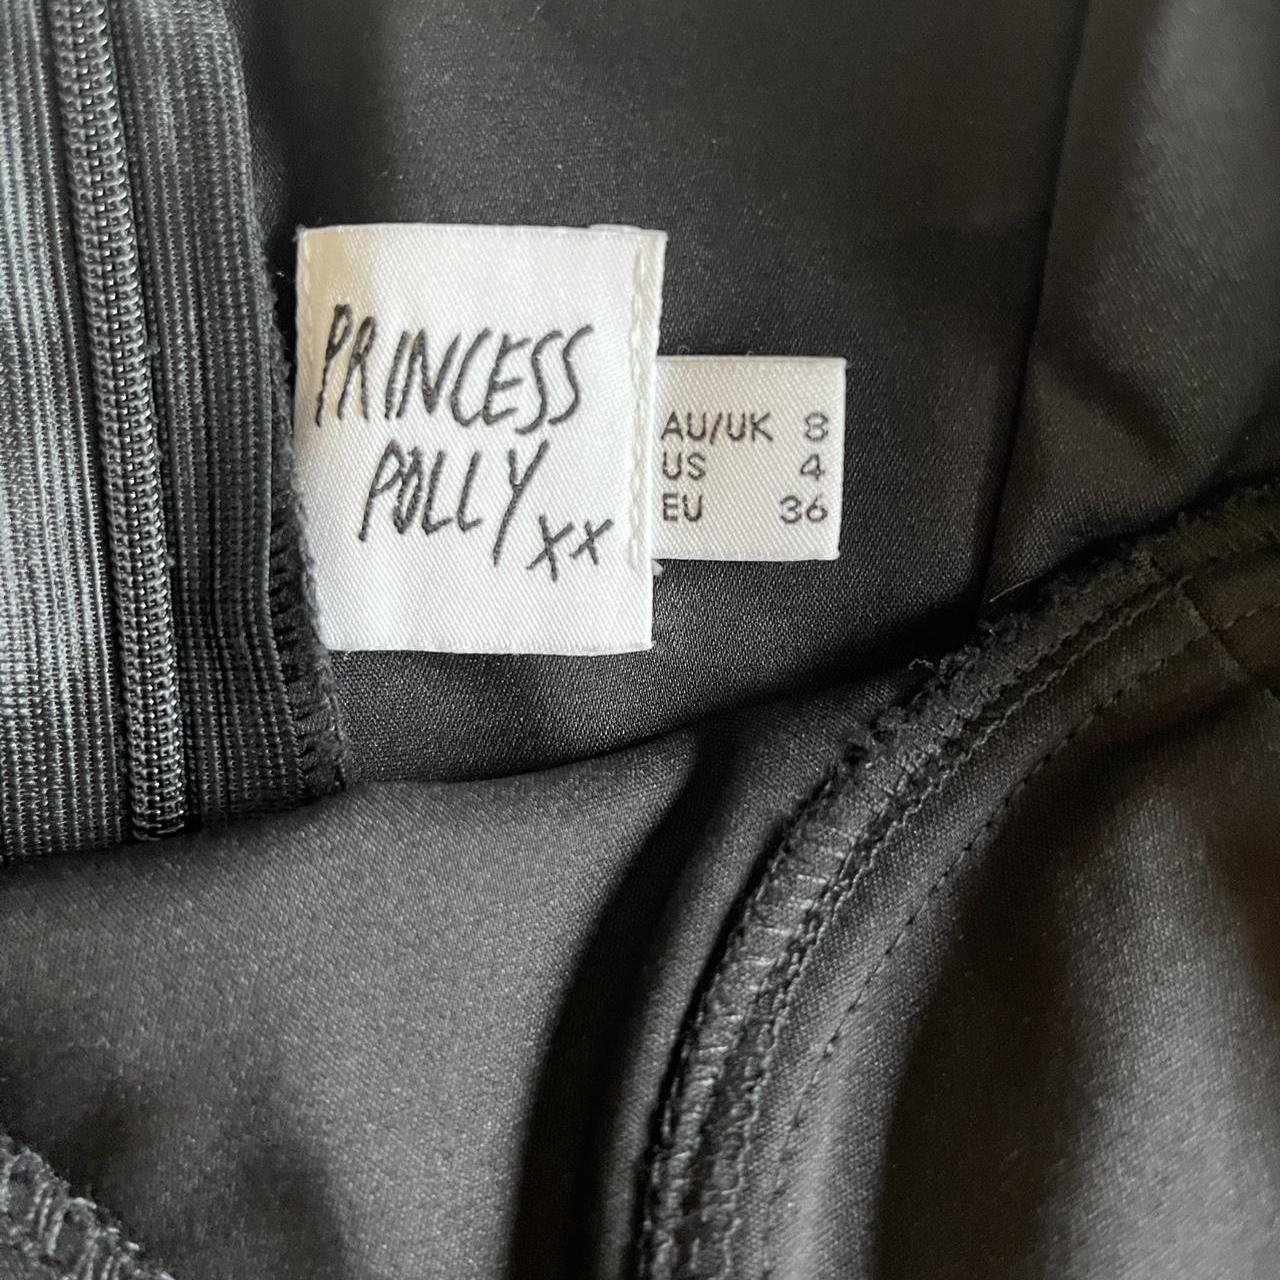 PRINCESS
POLLY xx
AU/UK 8
US 4
EU 36